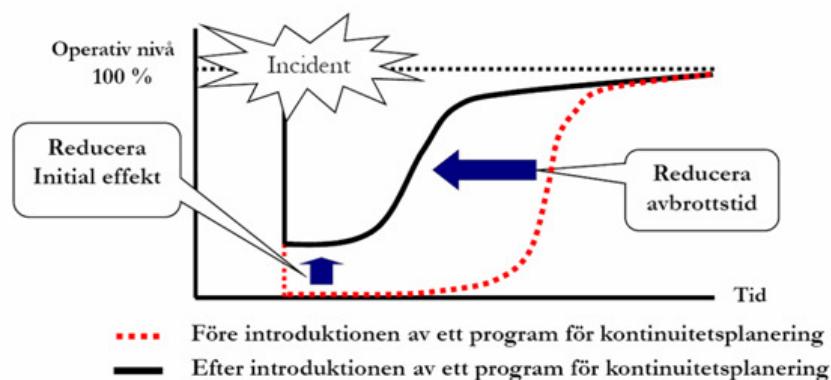 Operativ nivå
100 %
Incident
Reducera
Initial effekt
Reducera
avbrottstid
Tid
Före introduktionen av ett program för kontinuitetsplanering
Efter introduktionen av ett program för kontinuitetsplanering